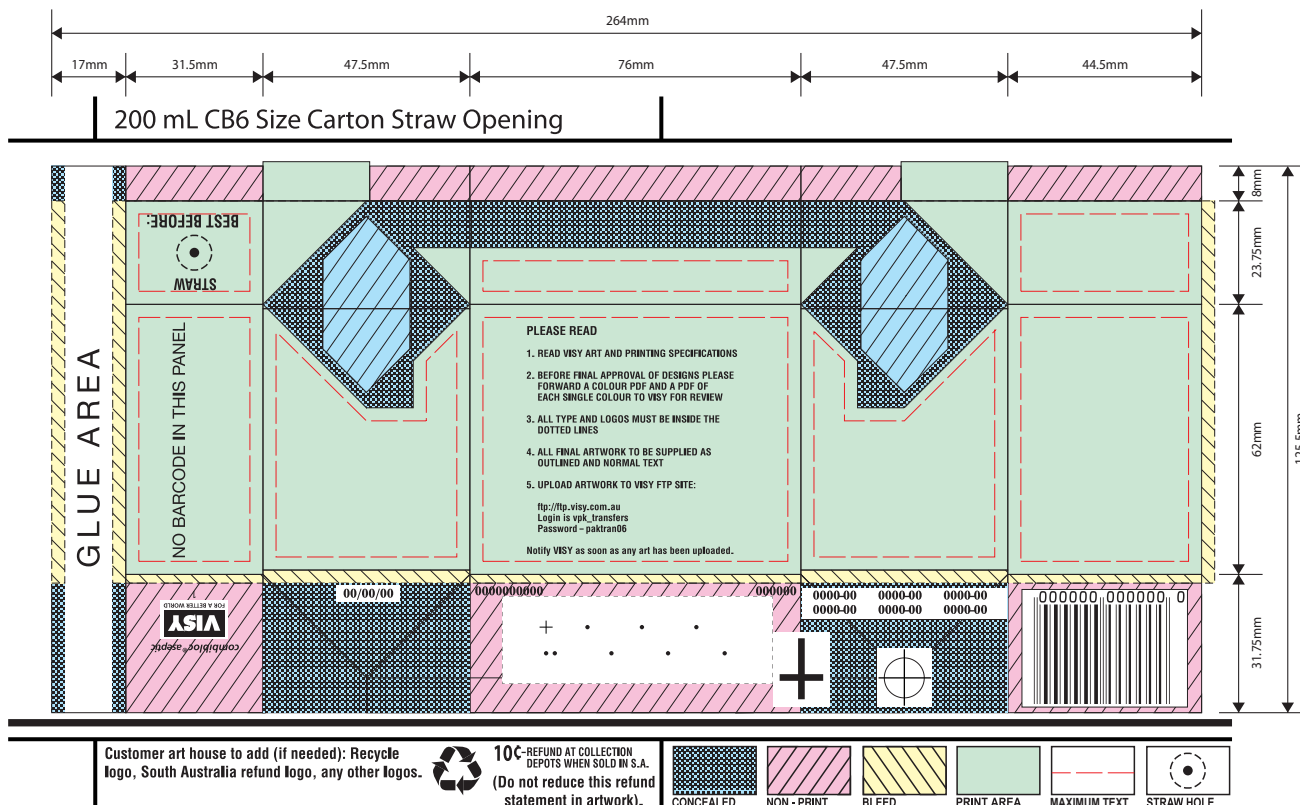 264mm
17mm
31.5mm
47.5mm
76mm
47.5mm
44.5mm
200 mL CB6 Size Carton Straw Opening
8mm
23.75mm
62mm
125.5mm
31.75mm
BEST BEFORE:
STRAW
GLUE AREA
NO BARCODE IN THIS PANEL
PLEASE READ
1. READ VISY ART AND PRINTING SPECIFICATIONS
2. BEFORE FINAL APPROVAL OF DESIGNS PLEASE
FORWARD A COLOUR PDF AND A PDF OF
EACH SINGLE COLOUR TO VISY FOR REVIEW
3. ALL TYPE AND LOGOS MUST BE INSIDE THE
DOTTED LINES
4. ALL FINAL ARTWORK TO BE SUPPLIED AS
OUTLINED AND NORMAL TEXT
5. UPLOAD ARTWORK TO VISY FTP SITE:
ftp://ftp.visy.com.au
Login is vpk_transfers
Password – paktran06
Notify VISY as soon as any art has been uploaded.
combibloc® aseptic
VISY
FOR A BETTER WORLD
00/00/00
0000000000 000000
0000-00 0000-00 0000-00
0000-00 0000-00 0000-00
000000 000000 0
Customer art house to add (if needed): Recycle
logo, South Australia refund logo, any other logos.
10¢ -REFUND AT COLLECTION
DEPOTS WHEN SOLD IN S.A.
(Do not reduce this refund
statement in artwork).
CONCEALED
NON - PRINT
BLEED
PRINT AREA
MAXIMUM TEXT
STRAW HOLE